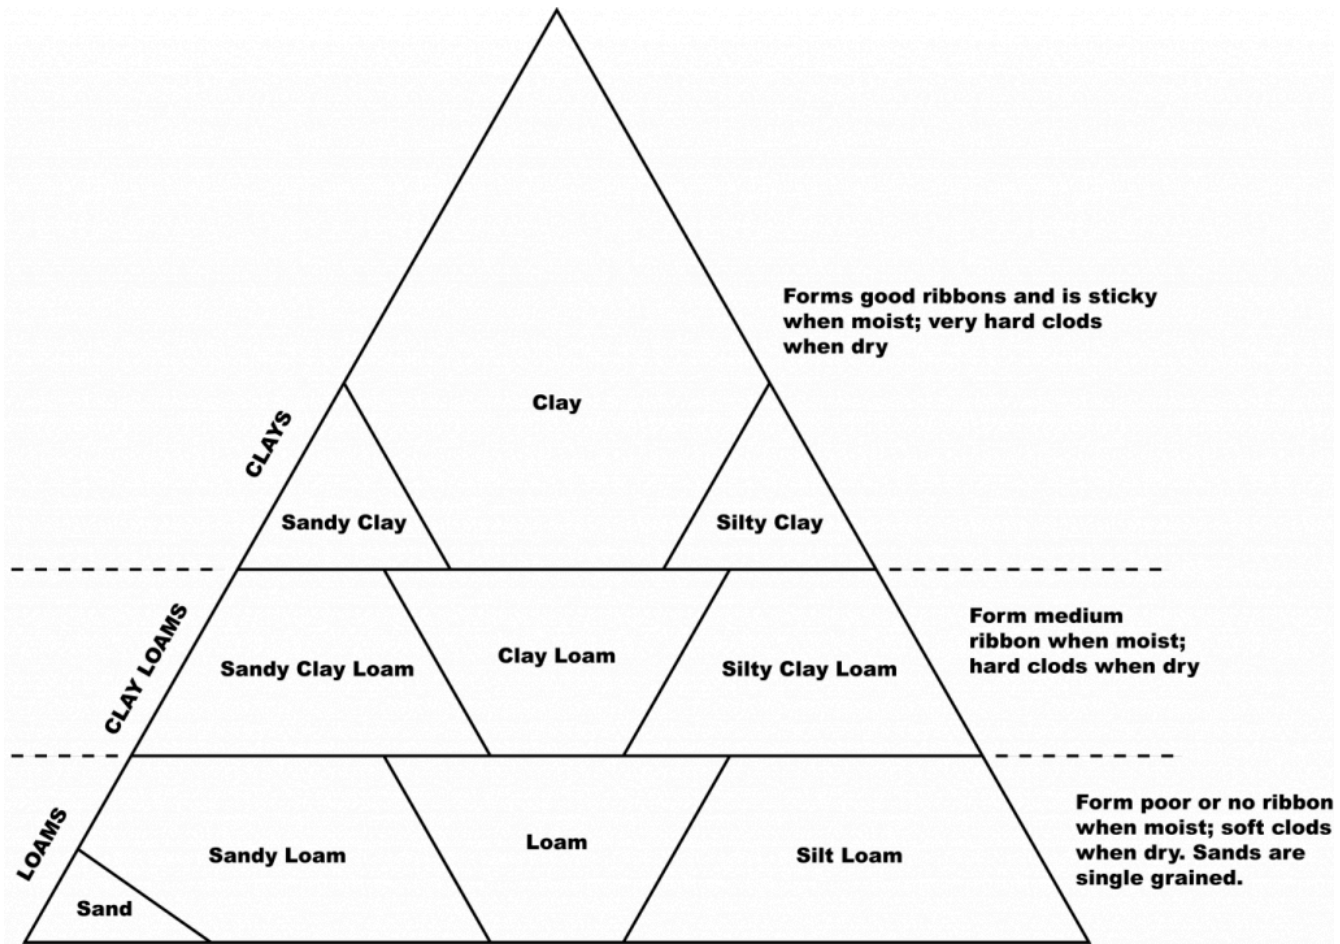 Forms good ribbons and is sticky
when moist; very hard clods
when dry
Clay
CLAYS
Sandy Clay
Silty Clay
CLAY LOAMS
Form medium
ribbon when moist;
hard clods when dry
Sandy Clay Loam
Clay Loam
Silty Clay Loam
LOAMS
Form poor or no ribbon
when moist; soft clods
when dry. Sands are
single grained.
Sandy Loam
Loam
Silt Loam
Sand